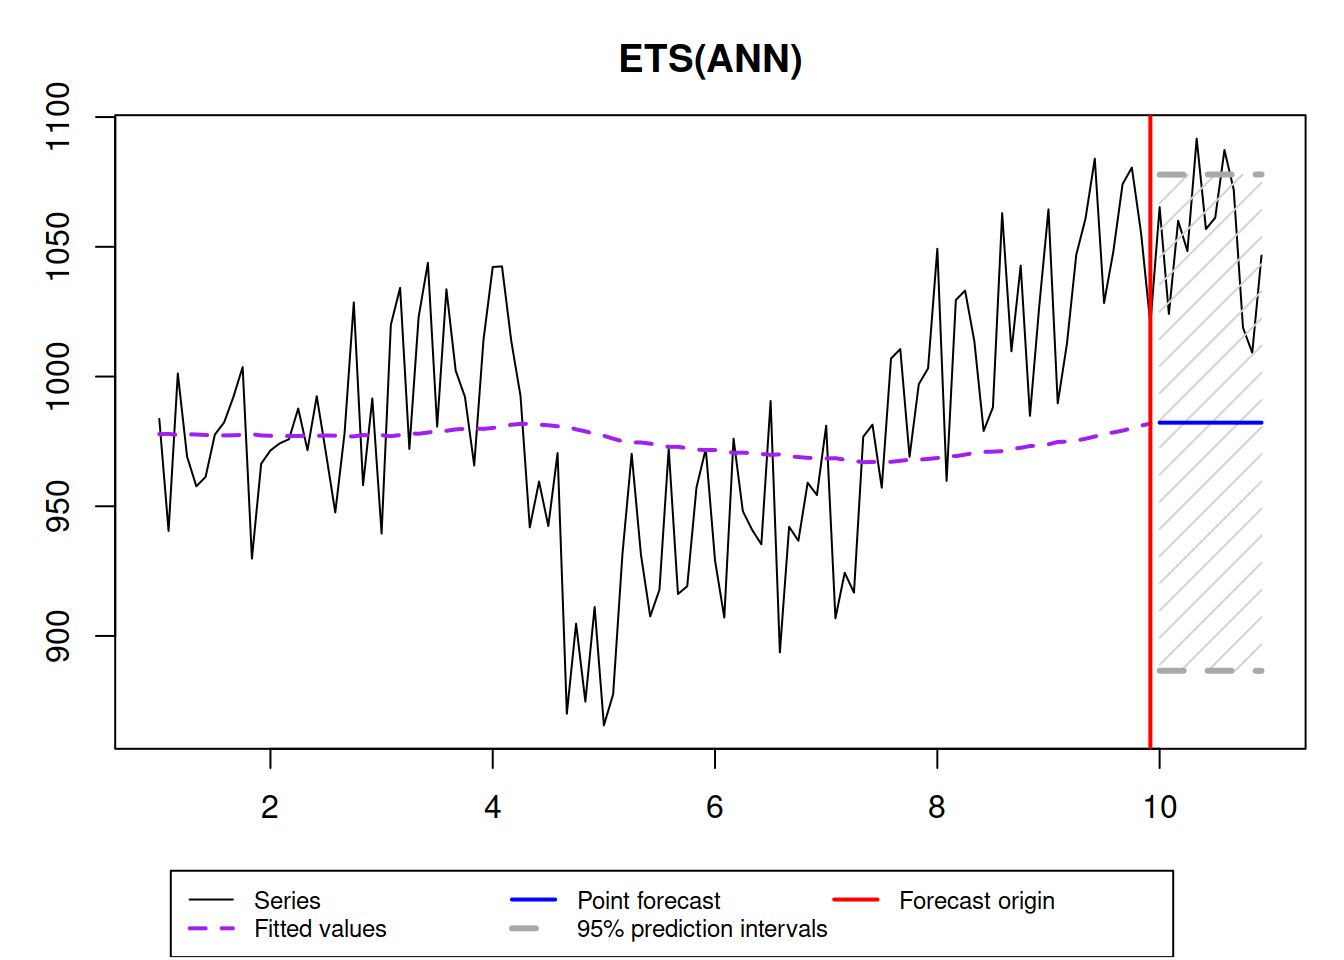 ETS(ANN)
1100
1050
1000
950
900
2 4 6 8 10
Series Point forecast Forecast origin
Fitted values 95% prediction intervals